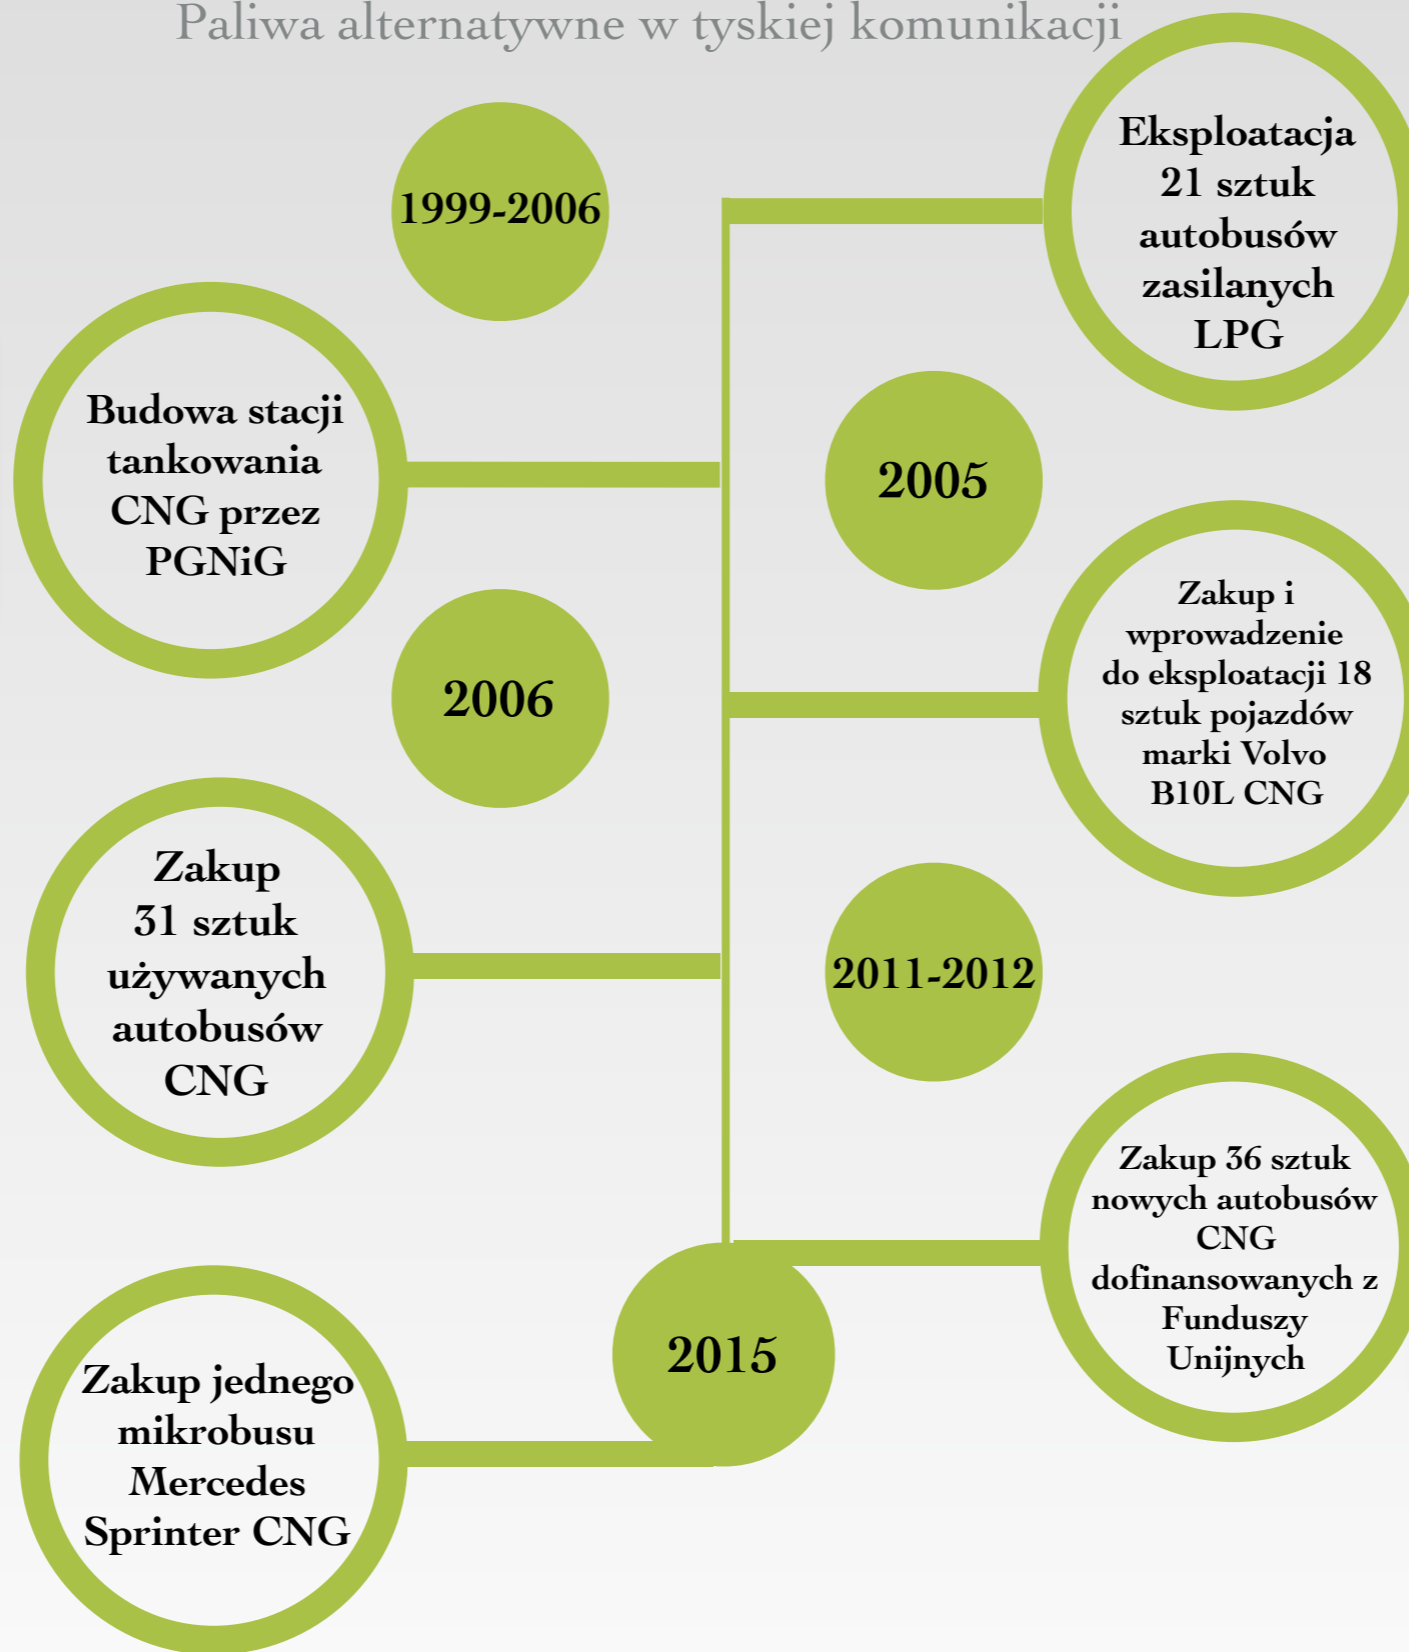 Paliwa alternatywne w tyskiej komunikacji
1999-2006
Eksploatacja
21 sztuk
autobusów
zasilanych
LPG
Budowa stacji
tankowania
CNG przez
PGNiG
2005
2006
Zakup i
wprowadzenie
do eksploatacji 18
sztuk pojazdów
marki Volvo
B10L CNG
Zakup
31 sztuk
używanych
autobusów
CNG
2011-2012
Zakup 36 sztuk
nowych autobusów
CNG
dofinansowanych z
Funduszy
Unijnych
2015
Zakup jednego
mikrobusu
Mercedes
Sprinter CNG